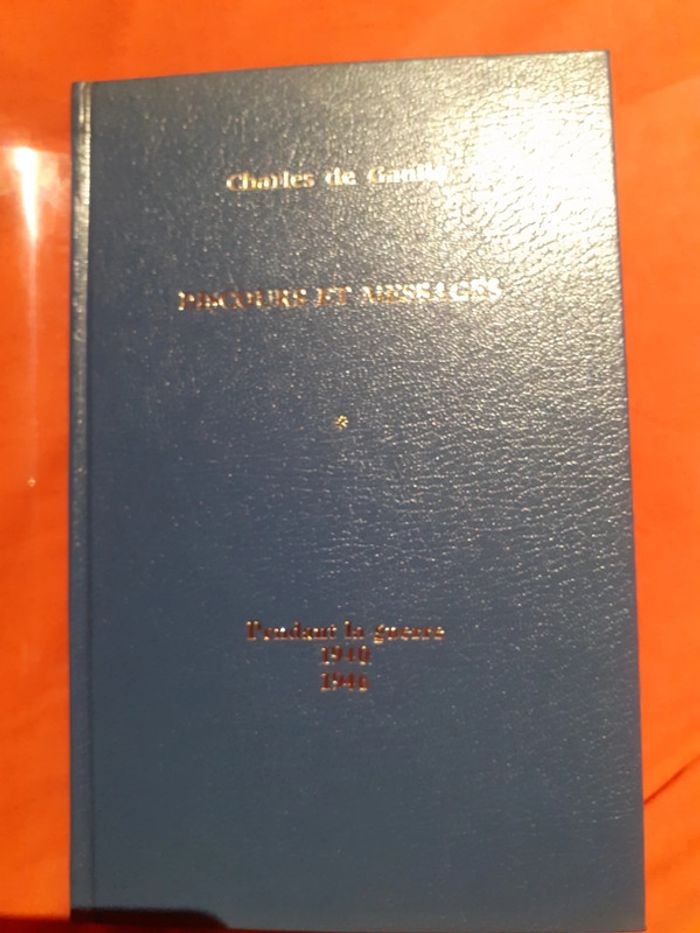 Charles de Gaulle
DISCOURS ET MESSAGES
*
Pendant la guerre
1940
1946